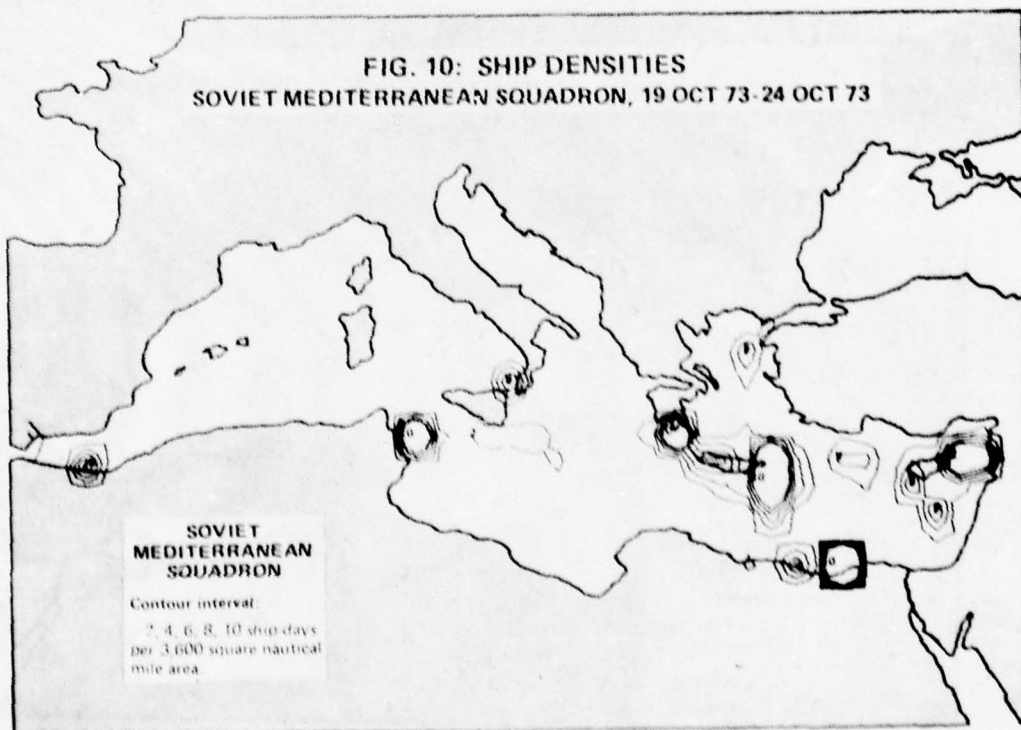 FIG. 10: SHIP DENSITIES
SOVIET MEDITERRANEAN SQUADRON, 19 OCT 73-24 OCT 73
SOVIET
MEDITERRANEAN
SQUADRON
Contour interval:
2, 4, 6, 8, 10 ship days
per 3,600 square nautical
mile area